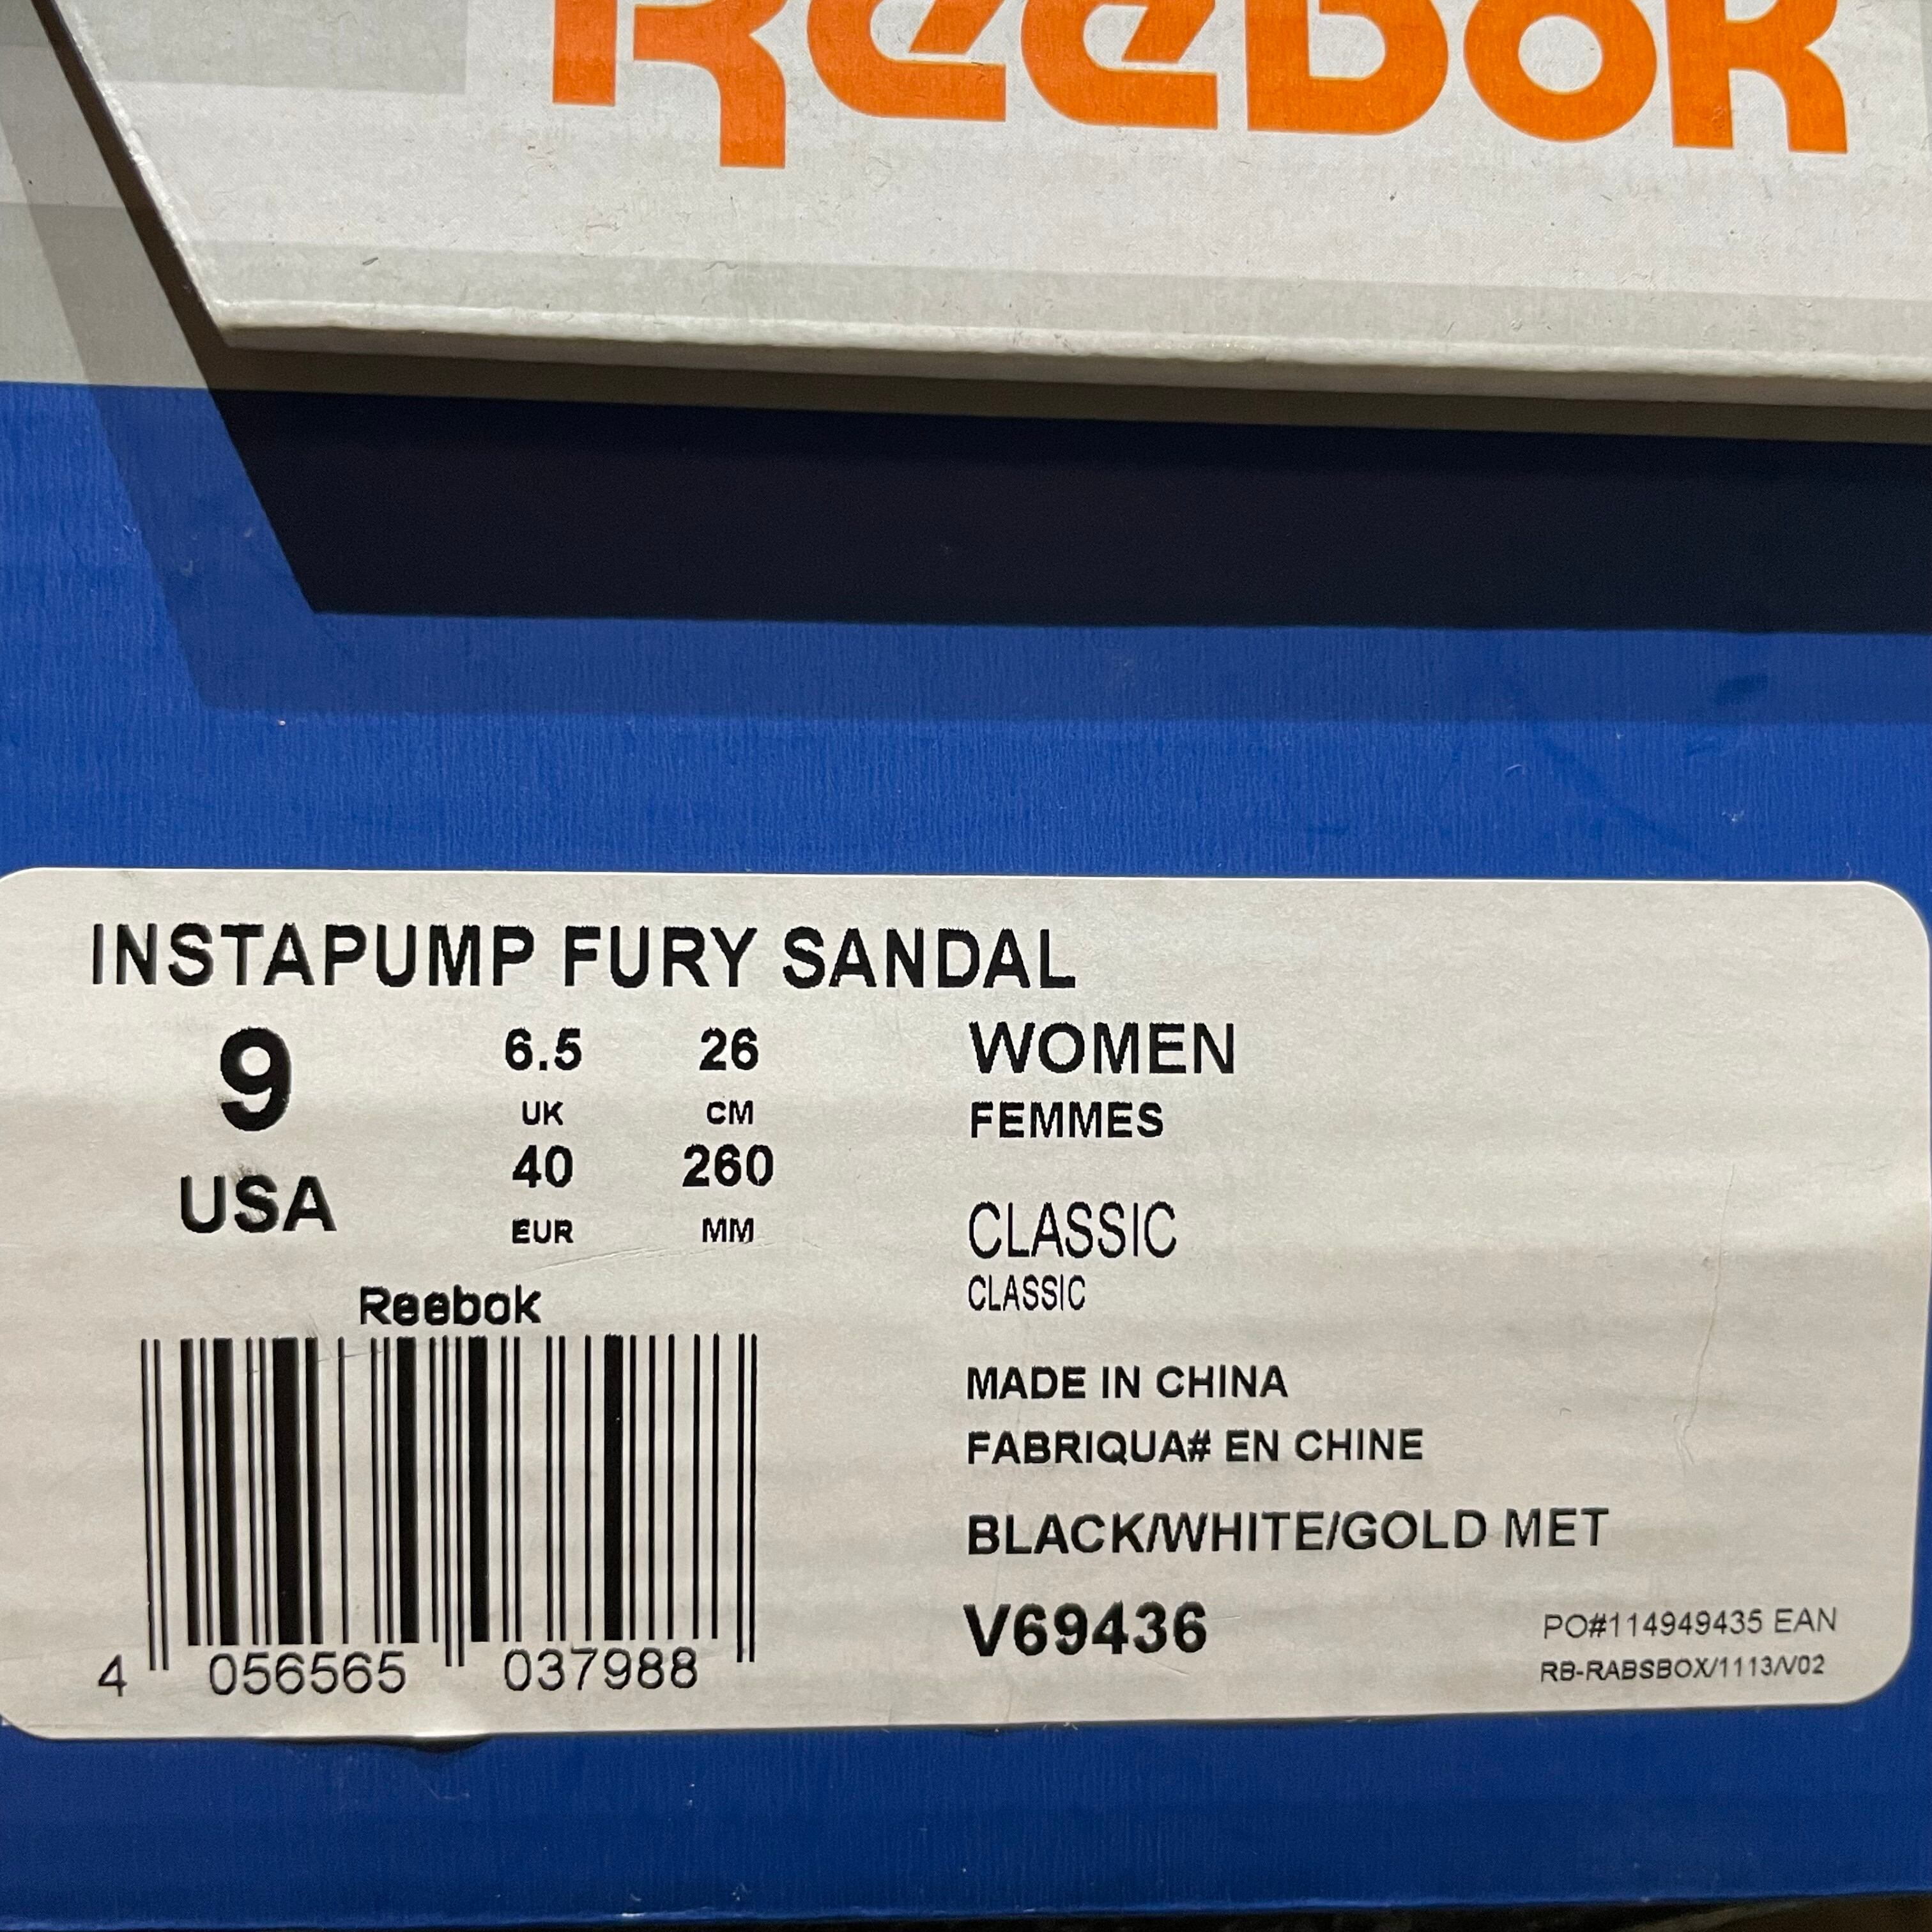 Reebok
INSTAPUMP FURY SANDAL
9
USA
6.5
UK
40
EUR
26
CM
260
MM
WOMEN
FEMMES
CLASSIC
CLASSIC
MADE IN CHINA
FABRIQUA# EN CHINE
BLACK/WHITE/GOLD MET
V69436
Reebok
4 056565 037988
PO#114949435 EAN
RB-RABSBOX/1113/V02